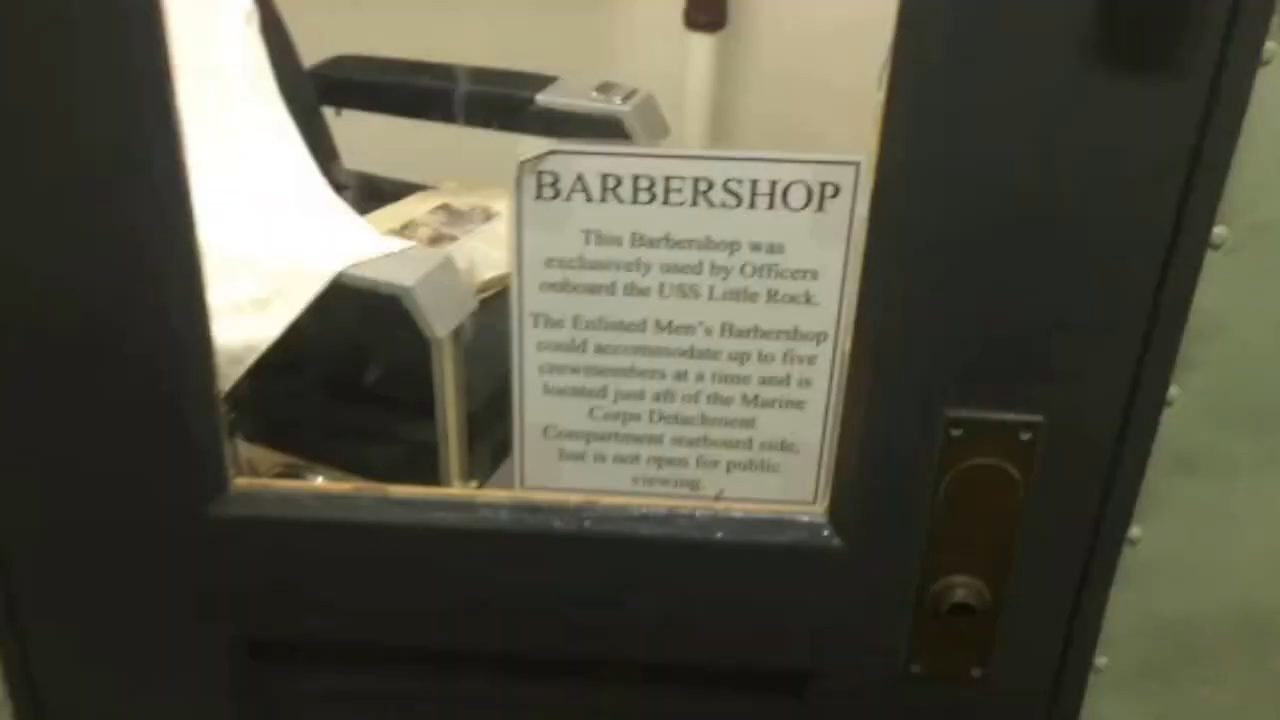 BARBERSHOP
This Barbershop was
exclusively used by Officers
onboard the USS Little Rock.
The Enlisted Men's Barbershop
could accommodate up to five
crewmembers at a time and is
located just aft of the Marine
Corps Detachment
Compartment starboard side,
but is not open for public
viewing.